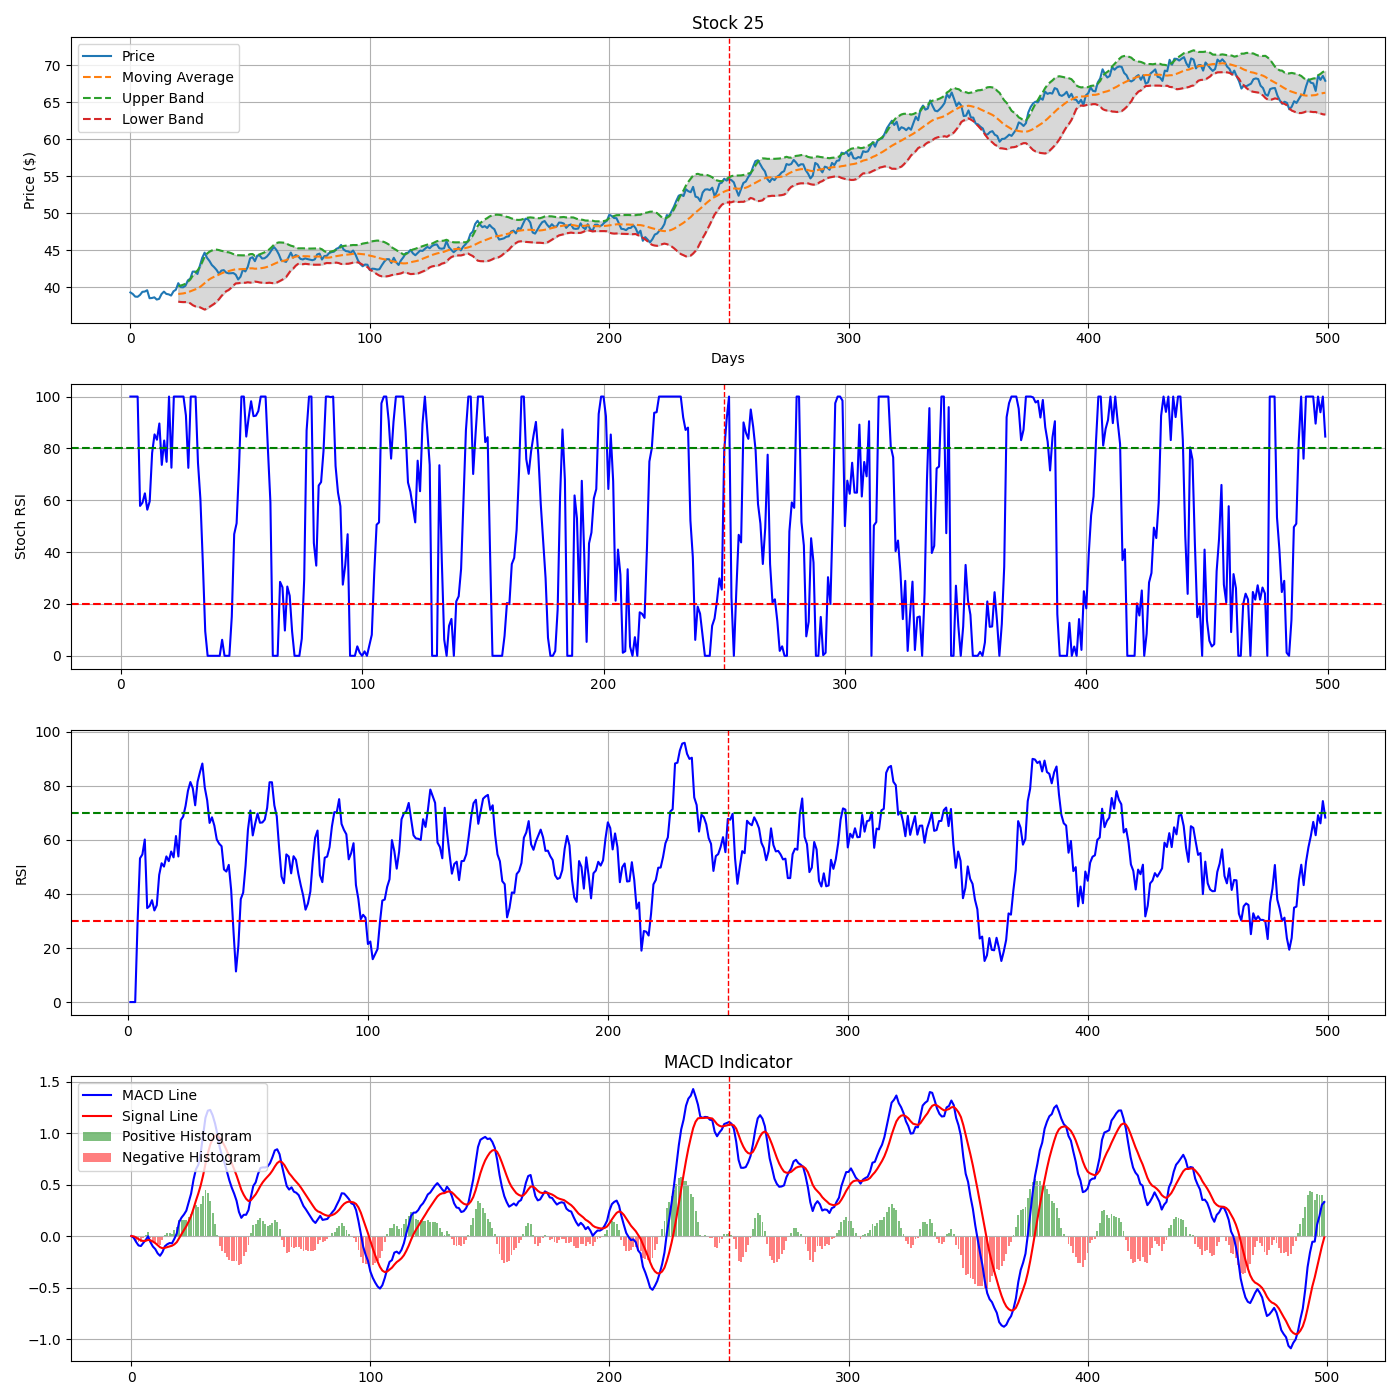 Stock 25
Price
Moving Average
Upper Band
Lower Band
Price ($)
70
65
60
55
50
45
40
0 100 200 300 400 500
Days
Stoch RSI
100
80
60
40
20
0
0 100 200 300 400 500
RSI
100
80
60
40
20
0
0 100 200 300 400 500
MACD Indicator
MACD Line
Signal Line
Positive Histogram
Negative Histogram
1.5
1.0
0.5
0.0
−0.5
−1.0
0 100 200 300 400 500